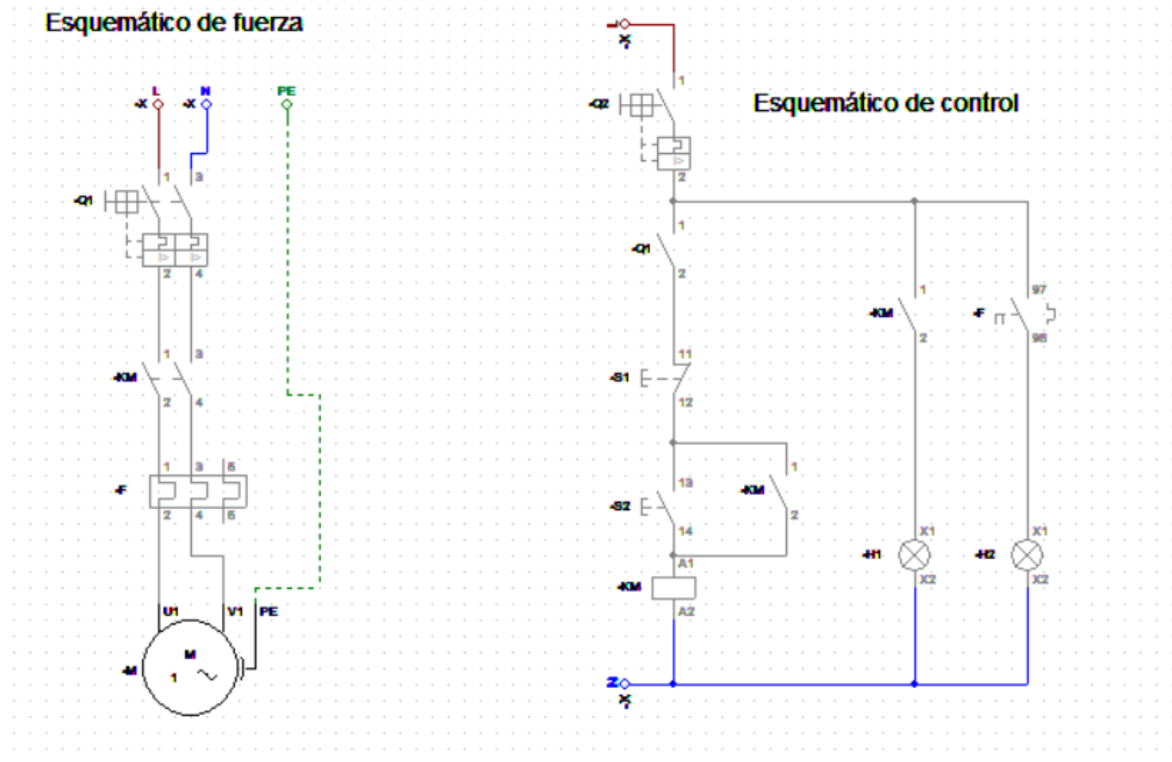 Esquemático de fuerza
L N PE
-X -X
1 3
-Q1
2 4
1 3
-KM
2 4
1 3 5
-F
2 4 6
U1 V1 PE
M
-M
1
Esquemático de control
L
X
1
-Q2
2
1
-Q1
2
11
-S1
12
13
-S2
14
1
-KM
2
A1
-KM
A2
1
-KM
2
97
-F
98
X1
-H1
X2
X1
-H2
X2
N
X